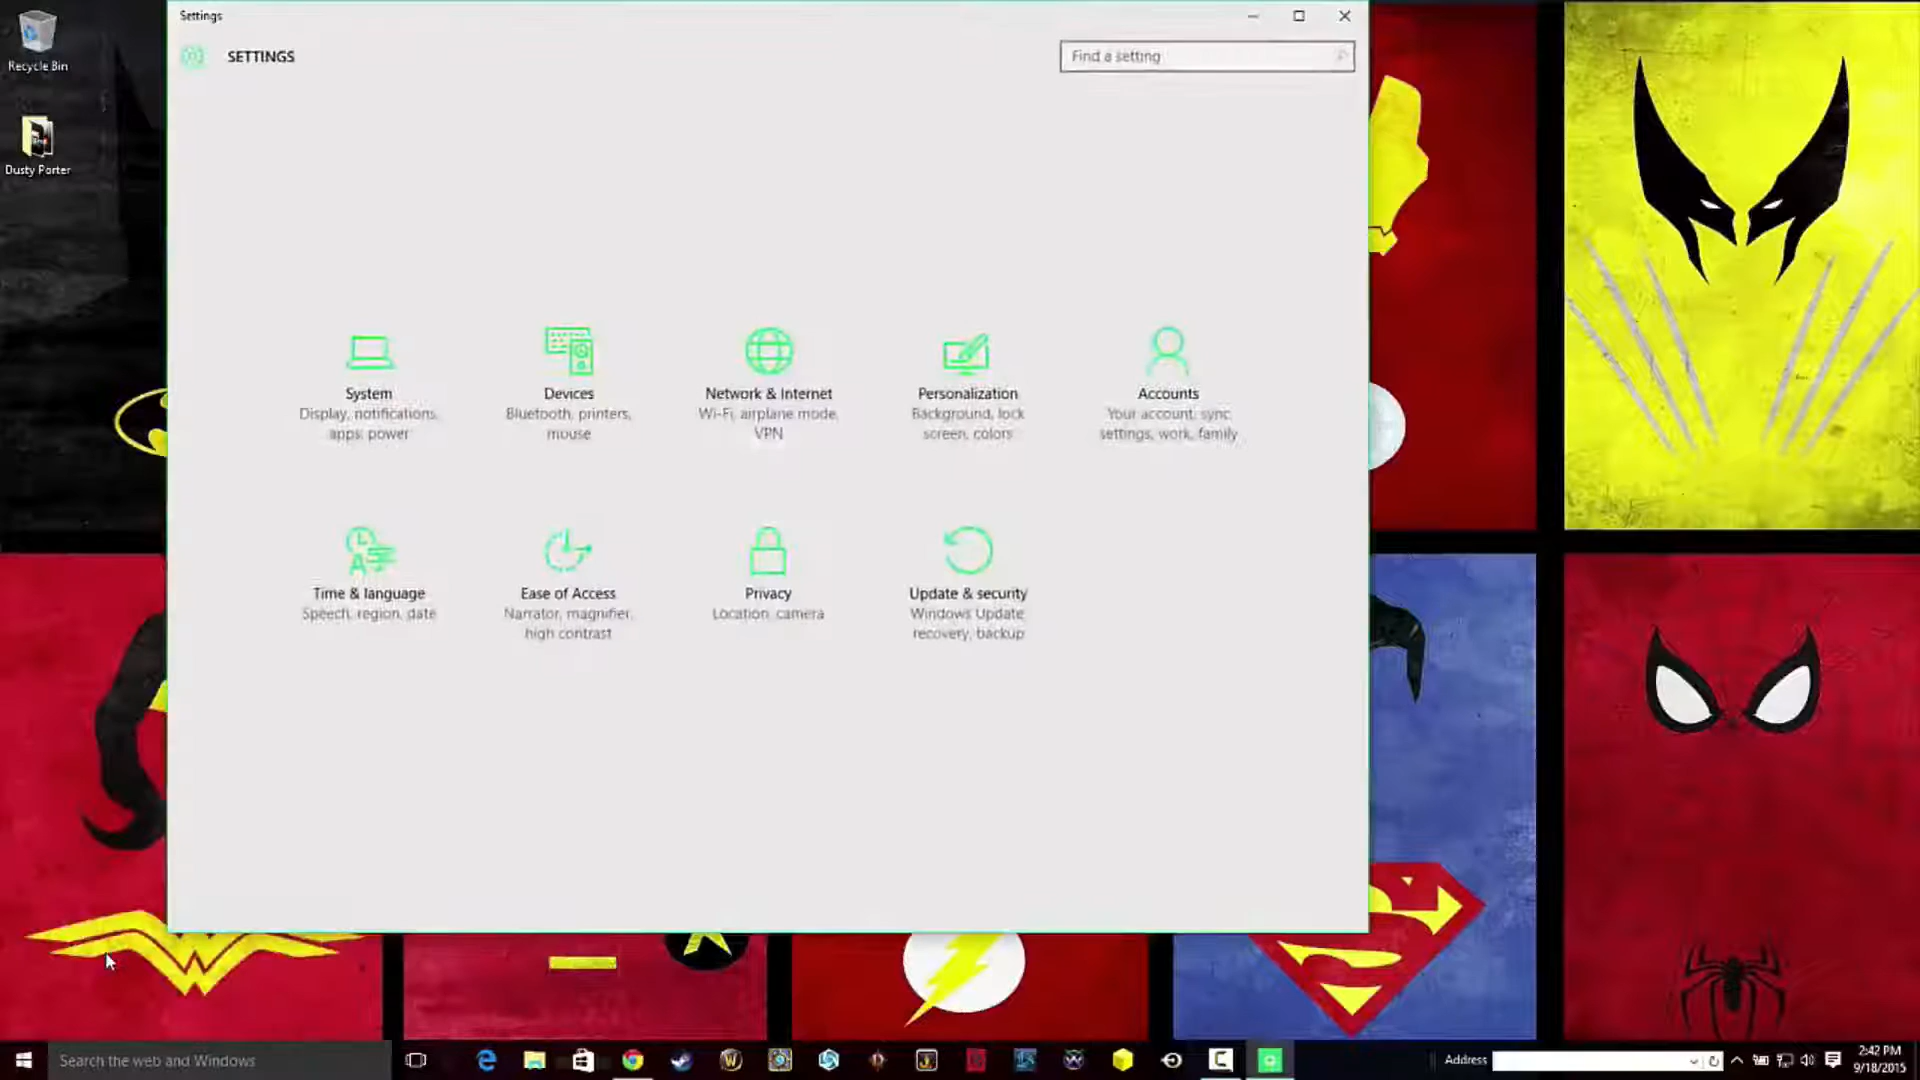 Settings
SETTINGS
Find a setting
Recycle Bin
Dusty Porter
System
Display, notifications,
apps, power
Devices
Bluetooth, printers,
mouse
Network & Internet
Wi-Fi, airplane mode,
VPN
Personalization
Background, lock
screen, colors
Accounts
Your account, sync
settings, work, family
Time & language
Speech, region, date
Ease of Access
Narrator, magnifier,
high contrast
Privacy
Location, camera
Update & security
Windows Update
recovery, backup
Search the web and Windows
Address
2:42 PM
9/18/2015